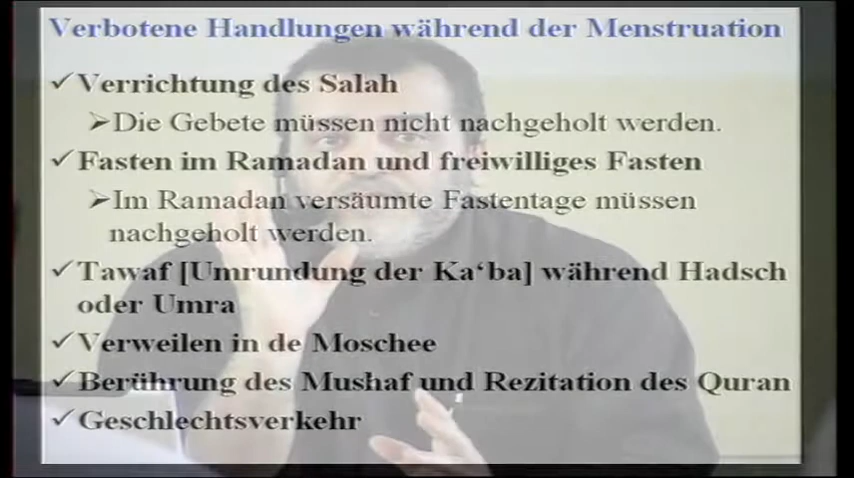 Verbotene Handlungen während der Menstruation
Verrichtung des Salah
Die Gebete müssen nicht nachgeholt werden.
Fasten im Ramadan und freiwilliges Fasten
Im Ramadan versäumte Fastentage müssen
nachgeholt werden.
Tawaf [Umrundung der Ka‘ba] während Hadsch
oder Umra
Verweilen in de Moschee
Berührung des Mushaf und Rezitation des Quran
Geschlechtsverkehr